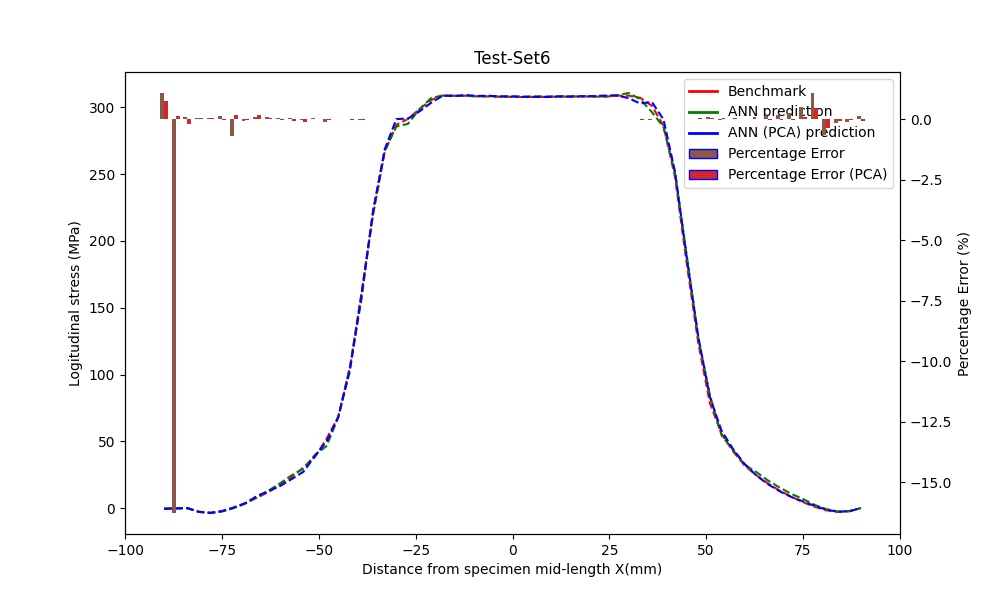 Test-Set6
Benchmark
ANN prediction
ANN (PCA) prediction
Percentage Error
Percentage Error (PCA)
300
250
200
150
100
50
0
Logitudinal stress (MPa)
0.0
−2.5
−5.0
−7.5
−10.0
−12.5
−15.0
Percentage Error (%)
−100 −75 −50 −25 0 25 50 75 100
Distance from specimen mid-length X(mm)